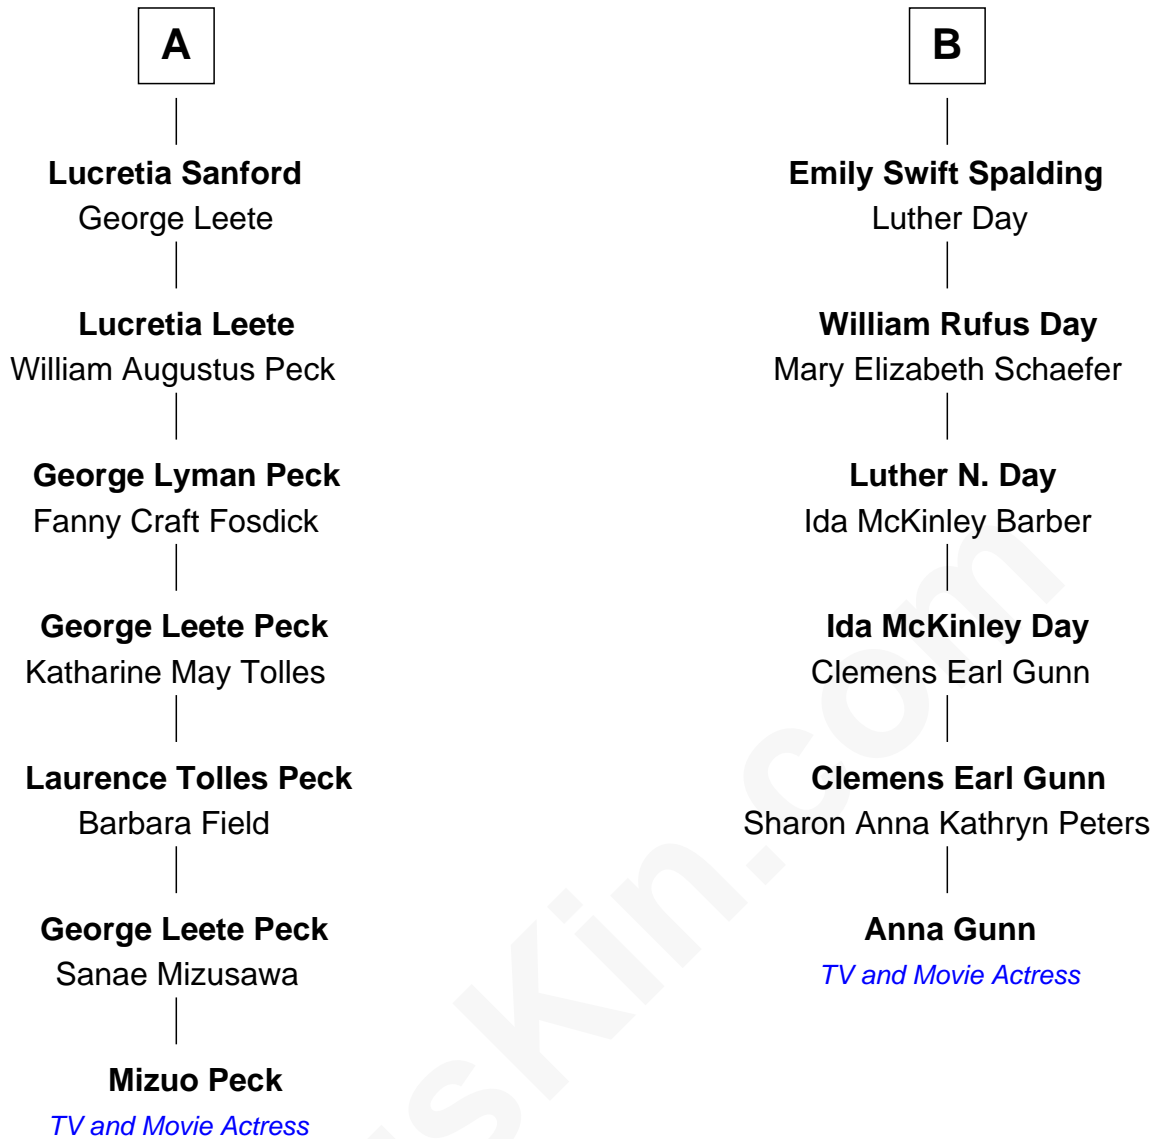 A
Lucretia Sanford
George Leete
Lucretia Leete
William Augustus Peck
George Lyman Peck
Fanny Craft Fosdick
George Leete Peck
Katharine May Tolles
Laurence Tolles Peck
Barbara Field
George Leete Peck
Sanae Mizusawa
Mizuo Peck
TV and Movie Actress
B
Emily Swift Spalding
Luther Day
William Rufus Day
Mary Elizabeth Schaefer
Luther N. Day
Ida McKinley Barber
Ida McKinley Day
Clemens Earl Gunn
Clemens Earl Gunn
Sharon Anna Kathryn Peters
Anna Gunn
TV and Movie Actress
usKin.com